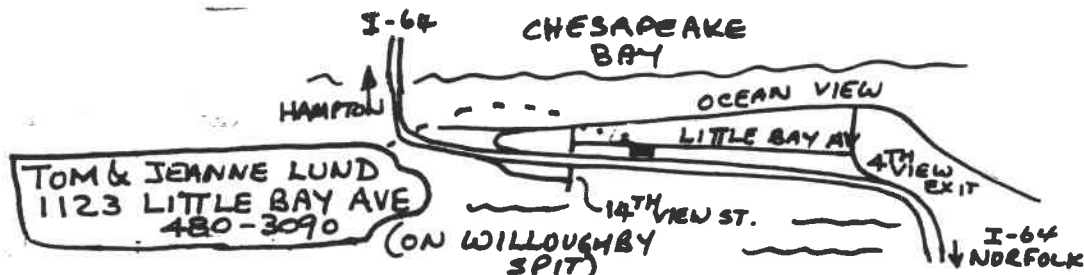 I-64
CHESAPEAKE
BAY
HAMPTON
OCEAN VIEW
LITTLE BAY AV
4TH
VIEW
EXIT
TOM & JEANNE LUND
1123 LITTLE BAY AVE
480-3090
(ON WILLOUGHBY
SPIT)
14TH VIEW ST.
I-64
NORFOLK